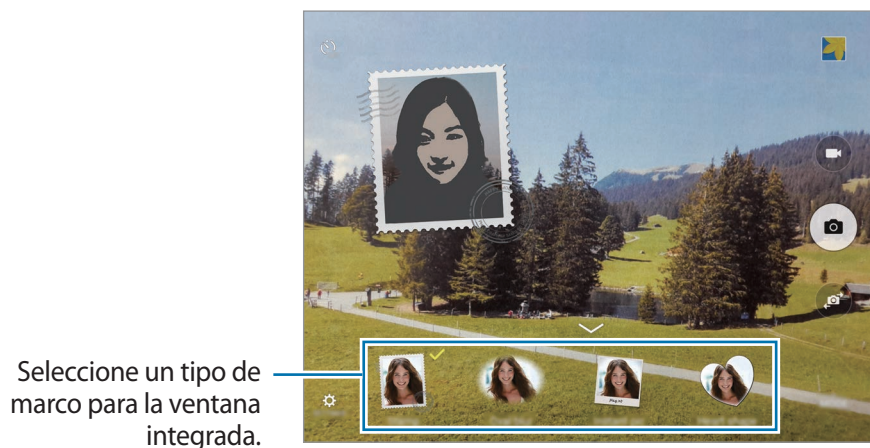 Seleccione un tipo de
marco para la ventana
integrada.